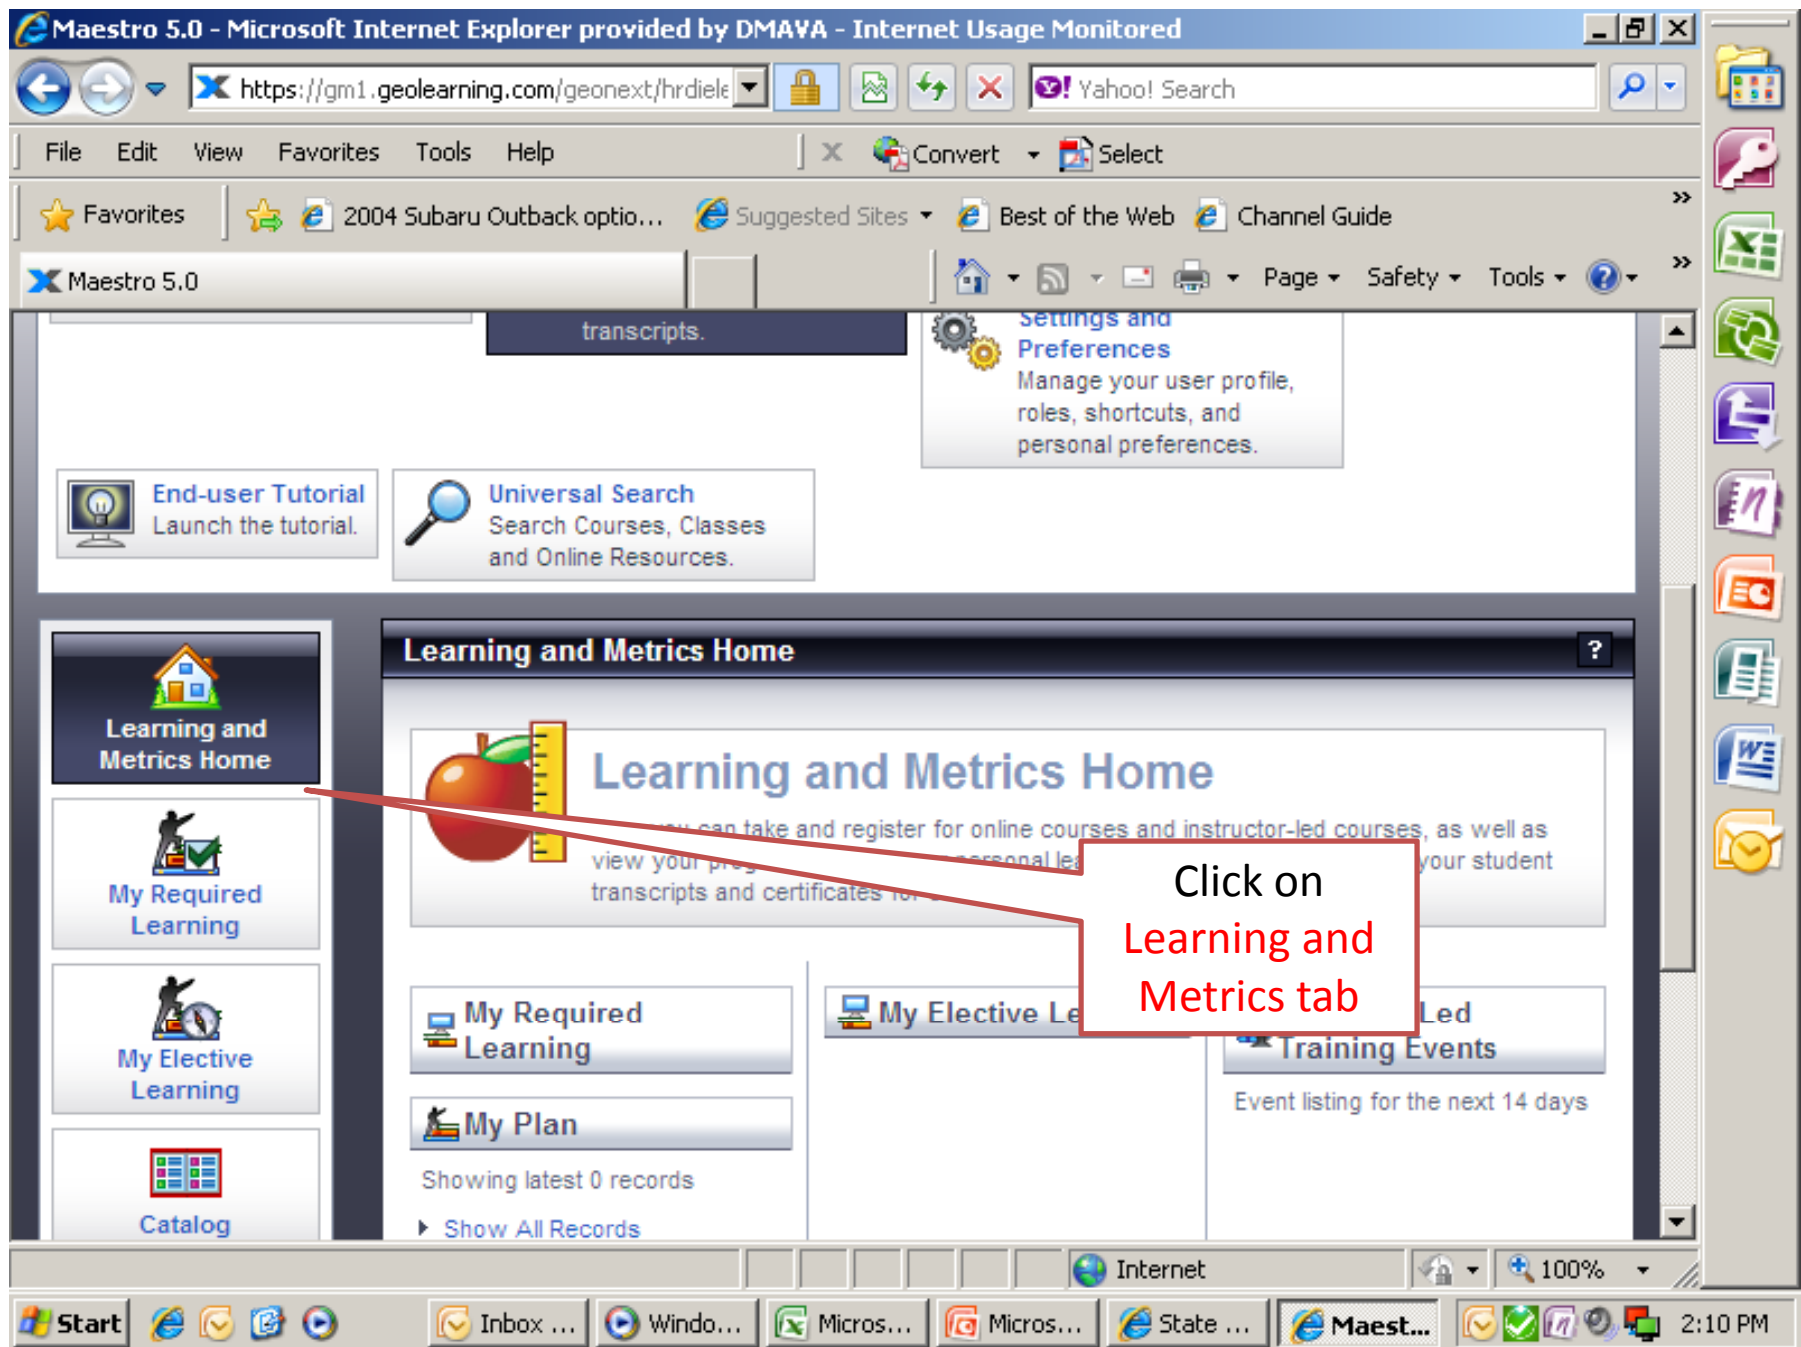 Maestro 5.0 - Microsoft Internet Explorer provided by DMAVA - Internet Usage Monitored
https://gm1.geolearning.com/geonext/hrdiele
Yahoo! Search
File Edit View Favorites Tools Help
Convert
Select
Favorites
2004 Subaru Outback optio...
Suggested Sites
Best of the Web
Channel Guide
»
Maestro 5.0
Page
Safety
Tools
»
transcripts.
Settings and
Preferences
Manage your user profile,
roles, shortcuts, and
personal preferences.
End-user Tutorial
Launch the tutorial.
Universal Search
Search Courses, Classes
and Online Resources.
Learning and
Metrics Home
My Required
Learning
My Elective
Learning
Catalog
Learning and Metrics Home
?
Learning and Metrics Home
you can take and register for online courses and instructor-led courses, as well as
view your your student
transcripts and certificates
Click on
Learning and
Metrics tab
My Required
Learning
My Plan
Showing latest 0 records
Show All Records
My Elective
Led
Training Events
Event listing for the next 14 days
Internet
100%
Start
Inbox ...
Windo...
Micros...
Micros...
State ...
Maest...
2:10 PM